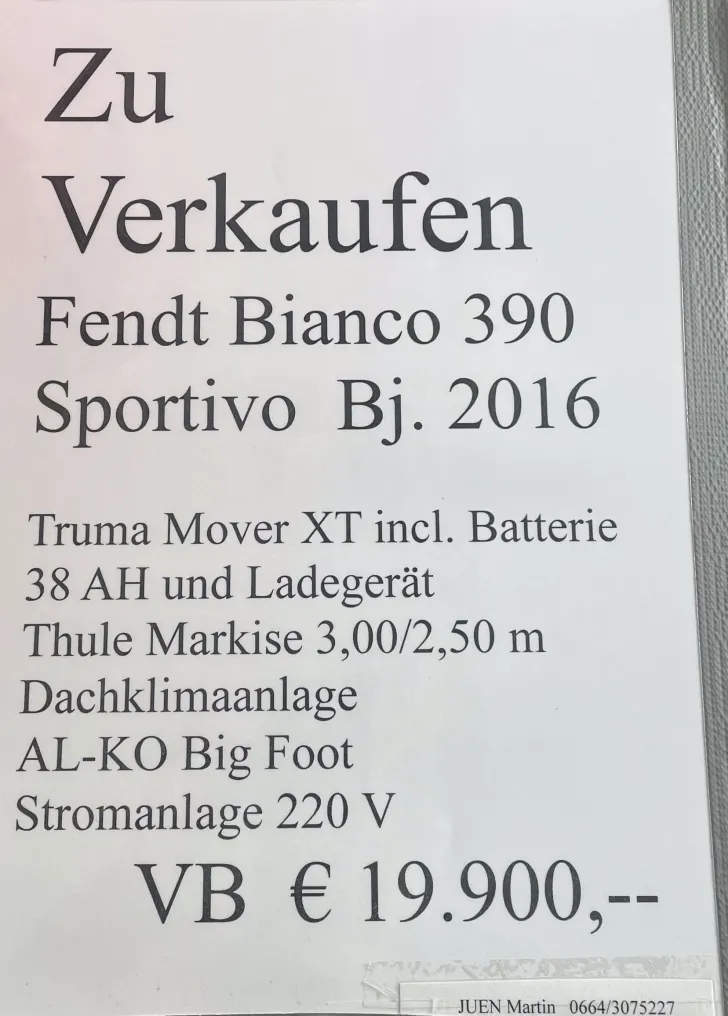 Zu
Verkaufen
Fendt Bianco 390
Sportivo Bj. 2016
Truma Mover XT incl. Batterie
38 AH und Ladegerät
Thule Markise 3,00/2,50 m
Dachklimaanlage
AL-KO Big Foot
Stromanlage 220 V
VB € 19.900,--
JUEN Martin 0664/3075227